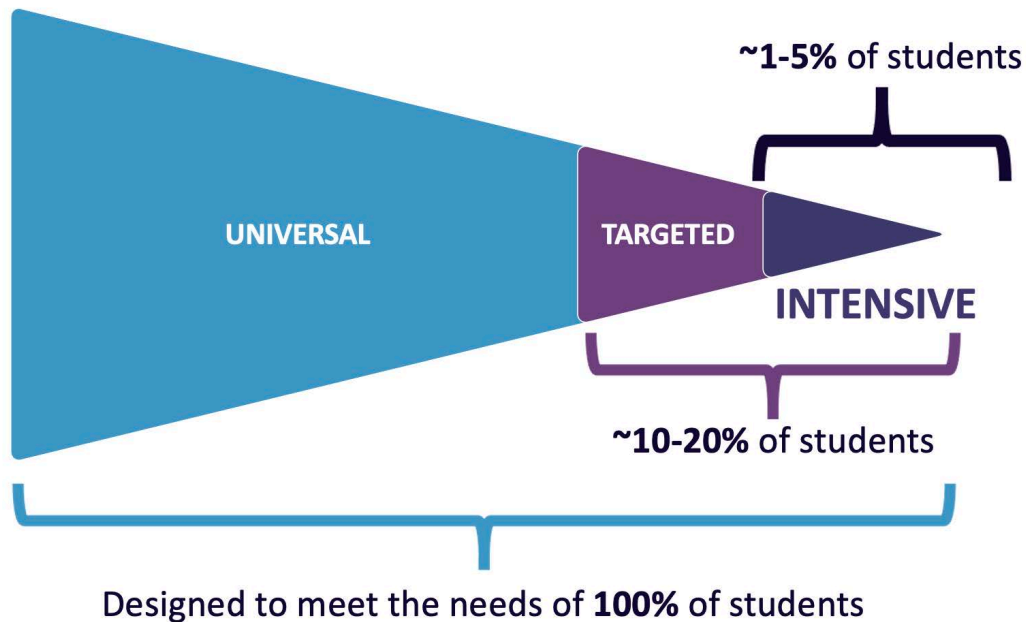 ~1-5% of students
UNIVERSAL
TARGETED
INTENSIVE
~10-20% of students
Designed to meet the needs of 100% of students